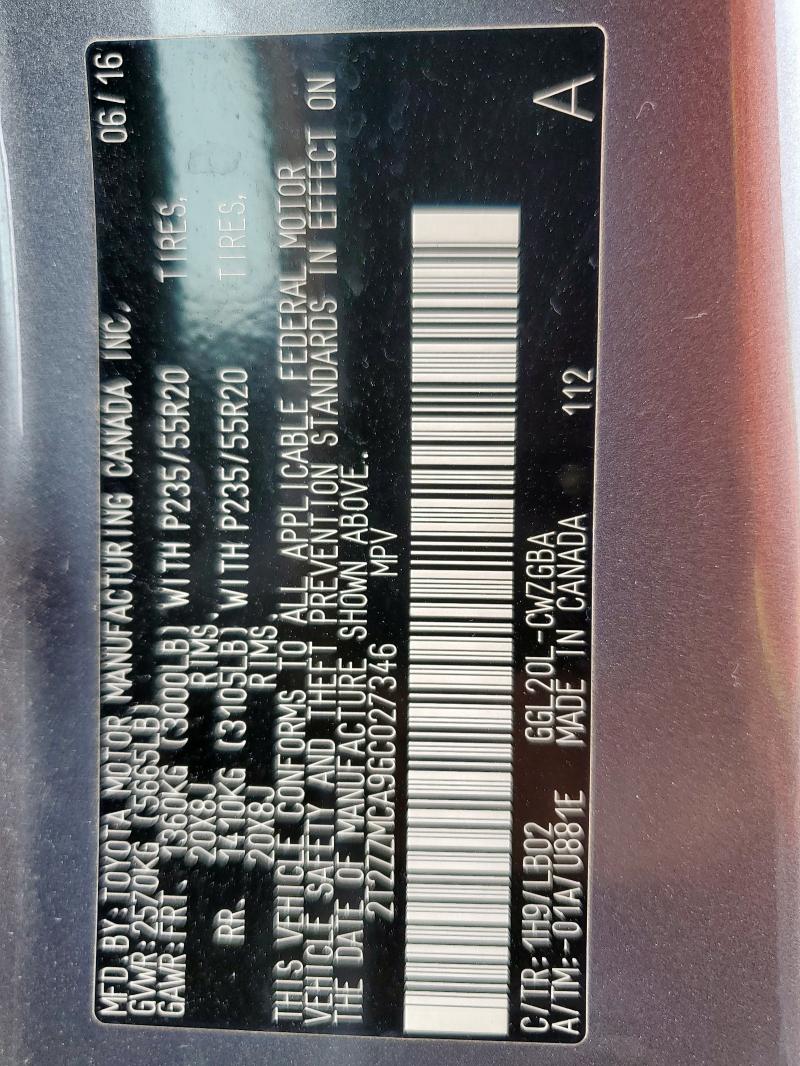 MFD BY:TOYOTA MOTOR MANUFACTURING CANADA INC. 06/16
GVWR:2570KG (5665LB)
GAWR:FRT. 1360KG (3000LB) WITH P235/55R20 TIRES,
20X8J RIMS,
RR. 1410KG (3105LB) WITH P235/55R20 TIRES,
20X8J RIMS.
THIS VEHICLE CONFORMS TO ALL APPLICABLE FEDERAL MOTOR
VEHICLE SAFETY AND THEFT PREVENTION STANDARDS IN EFFECT ON
THE DATE OF MANUFACTURE SHOWN ABOVE.
2T2ZZMCA9GC027346 MPV
C/TR:1H9/LB02 GGL20L-CWZGBA
A/TM:-01A/U881E MADE IN CANADA 112 A